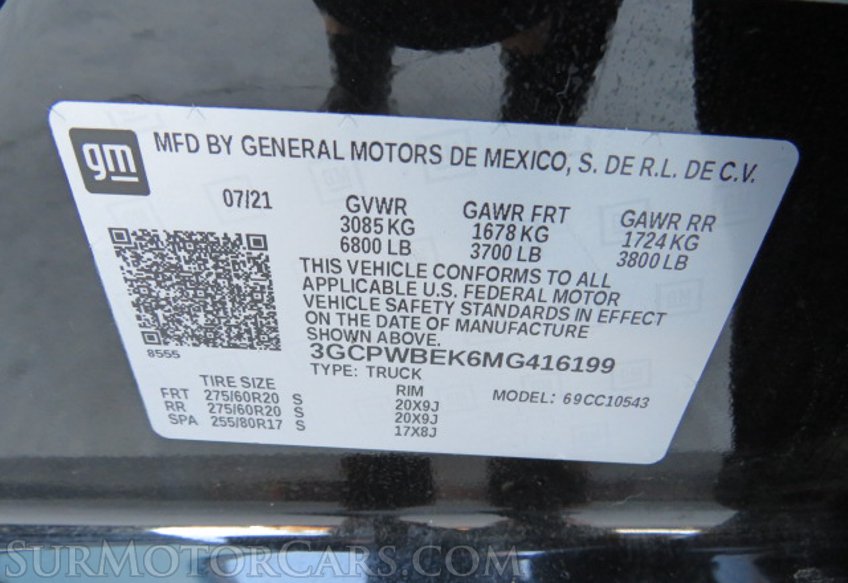 gm
MFD BY GENERAL MOTORS DE MEXICO, S. DE R.L. DE C.V.
07/21
GVWR GAWR FRT GAWR RR
3085 KG 1678 KG 1724 KG
6800 LB 3700 LB 3800 LB
THIS VEHICLE CONFORMS TO ALL
APPLICABLE U.S. FEDERAL MOTOR
VEHICLE SAFETY STANDARDS IN EFFECT
ON THE DATE OF MANUFACTURE
SHOWN ABOVE.
8555
3GCPWBEK6MG416199
TYPE: TRUCK
TIRE SIZE RIM MODEL: 69CC10543
FRT 275/60R20 S 20X9J
RR 275/60R20 S 20X9J
SPA 255/80R17 S 17X8J
SURMOTORCARS.COM